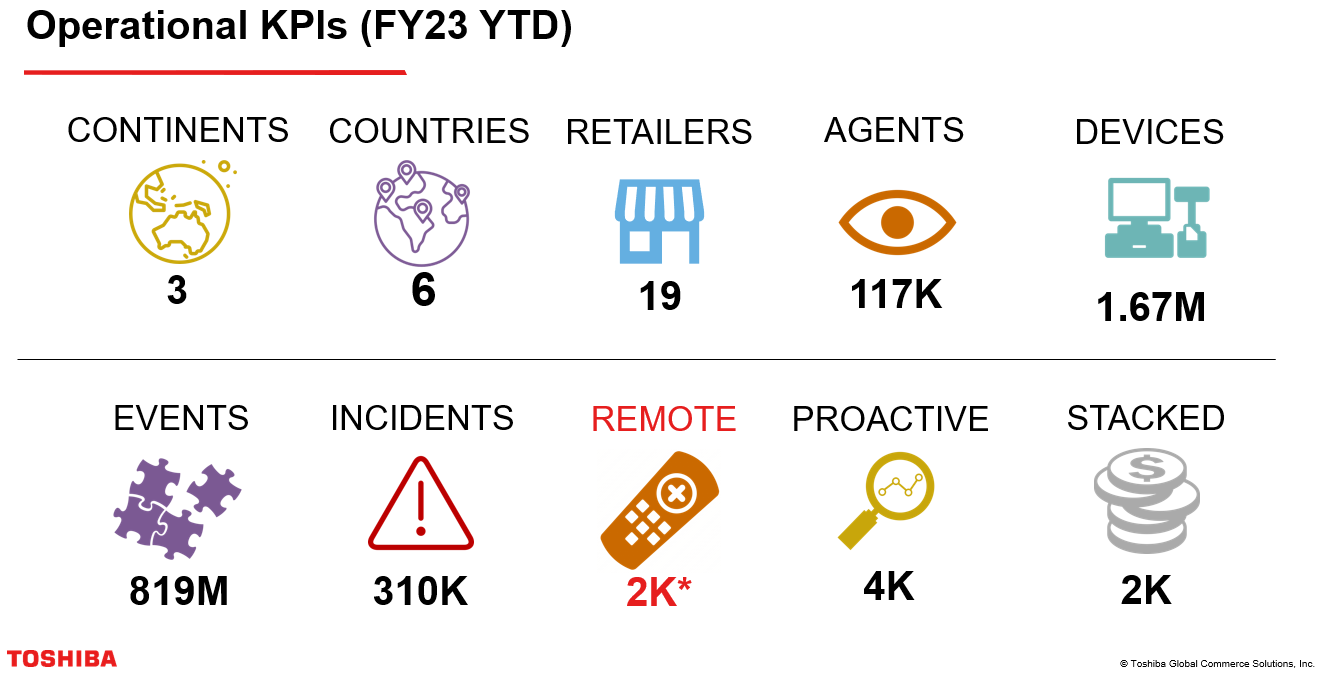 Operational KPIs (FY23 YTD)
CONTINENTS
3
COUNTRIES
6
RETAILERS
19
AGENTS
117K
DEVICES
1.67M
EVENTS
819M
INCIDENTS
310K
REMOTE
2K*
PROACTIVE
4K
STACKED
$
2K
TOSHIBA
© Toshiba Global Commerce Solutions, Inc.